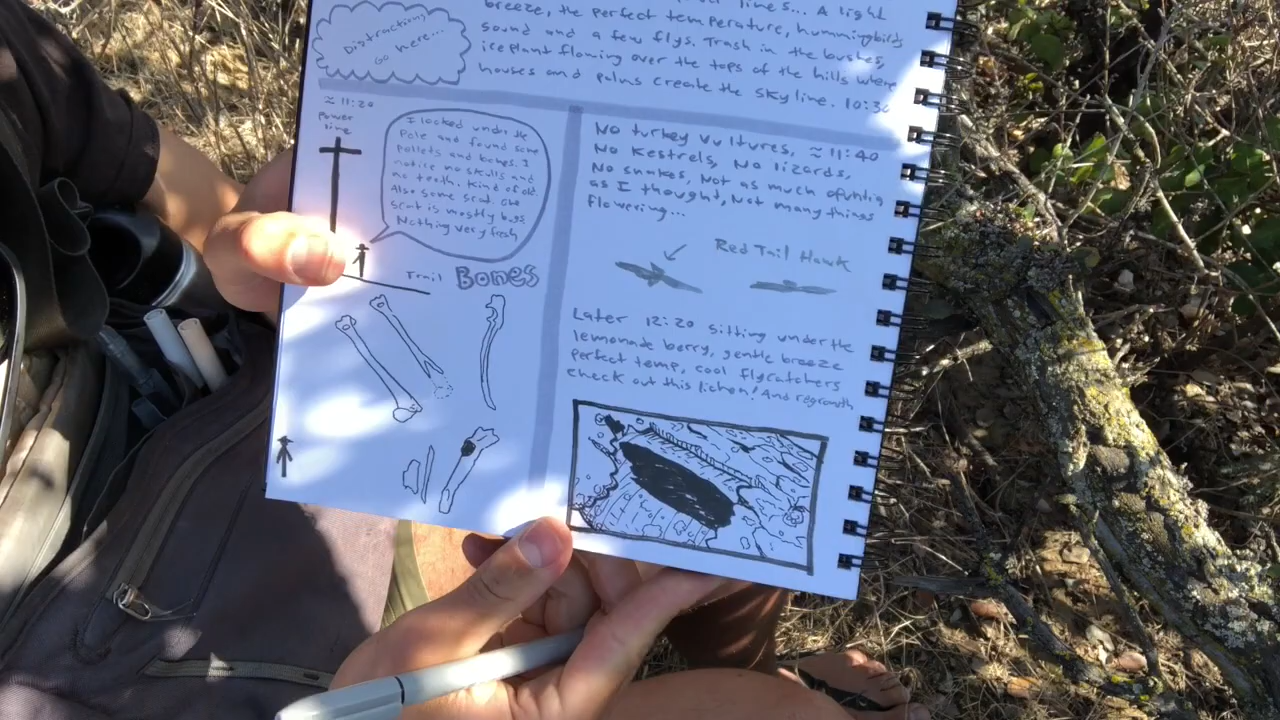 Distractions
Go
here...
lines... A light
breeze, the perfect temperature, hummingbirds
sound and a few flys. Trash in the bushes,
iceplant flowing over the tops of the hills where
houses and palms create the skyline. 10:30
≈ 11:20
Power
line
I looked under the
Pole and found some
pellets and bones. I
notice no skulls and
no teeth. Kind of old.
Also some scat. The
scat is mostly bugs.
Nothing very fresh
Trail
Bones
No turkey vultures, ≈ 11:40
No Kestrels, No lizards,
No snakes, Not as much
as I thought, Not many things
flowering...
Red Tail Hawk
Later 12:20 sitting under the
lemonade berry, gentle breeze
perfect temp, cool flycatchers
check out this lichen! And regrowth